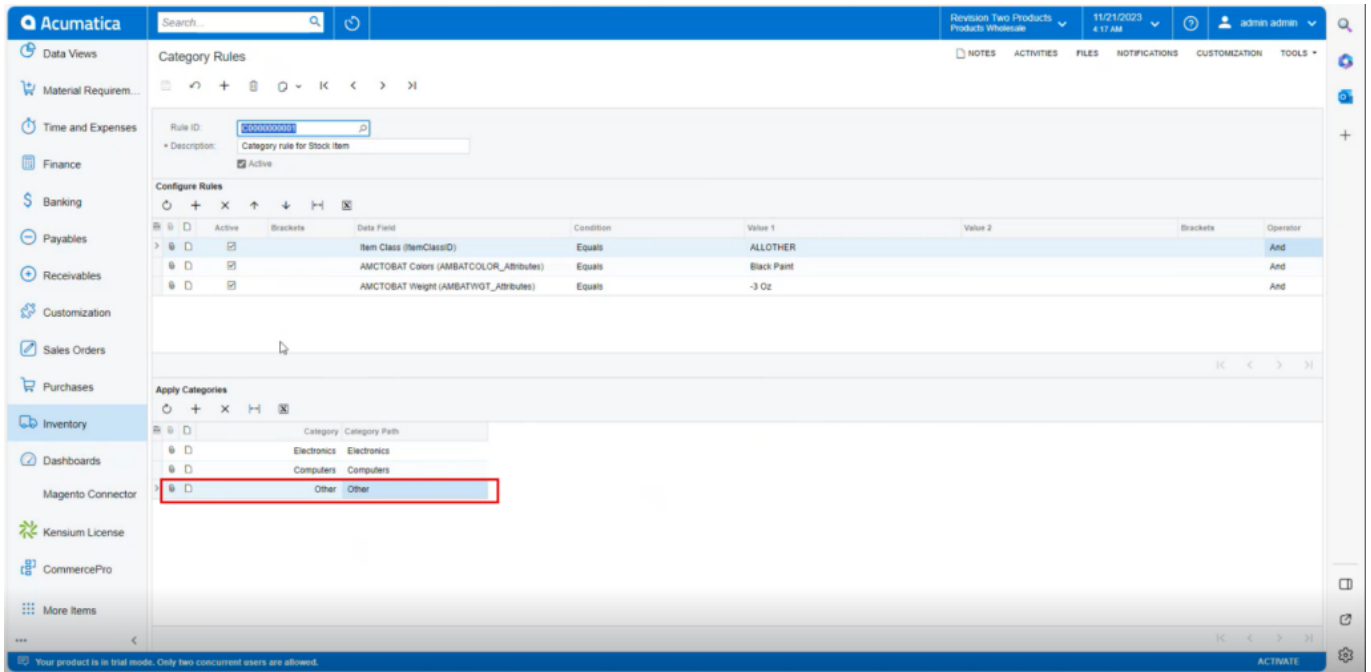 Acumatica
Search...
Revision Two Products
Products Wholesale
11/21/2023
4:17 AM
admin admin
Data Views
Material Requirem...
Time and Expenses
Finance
Banking
Payables
Receivables
Customization
Sales Orders
Purchases
Inventory
Dashboards
Magento Connector
Kensium License
CommercePro
More Items
Category Rules
NOTES ACTIVITIES FILES NOTIFICATIONS CUSTOMIZATION TOOLS
Rule ID: C0000000001
* Description: Category rule for Stock Item
Active
Configure Rules
Active Brackets Data Field Condition Value 1 Value 2 Brackets Operator
Item Class (ItemClassID) Equals ALLOTHER And
AMCTOBAT Colors (AMBATCOLOR_Attributes) Equals Black Paint And
AMCTOBAT Weight (AMBATWGT_Attributes) Equals -3 Oz And
Apply Categories
Category Category Path
Electronics Electronics
Computers Computers
Other Other
Your product is in trial mode. Only two concurrent users are allowed.
ACTIVATE